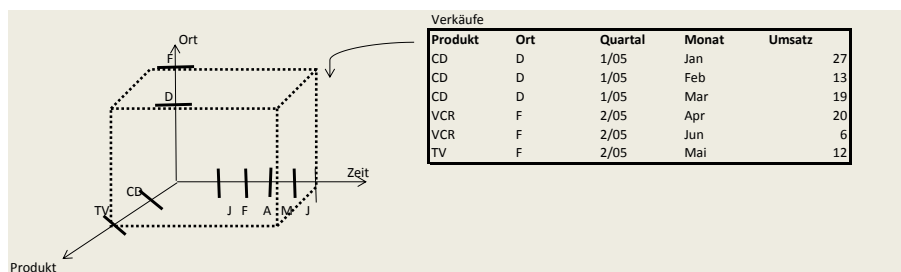 Verkäufe
Produkt Ort Quartal Monat Umsatz
CD D 1/05 Jan 27
CD D 1/05 Feb 13
CD D 1/05 Mar 19
VCR F 2/05 Apr 20
VCR F 2/05 Jun 6
TV F 2/05 Mai 12
Ort
F
D
Zeit
CD
TV J F A M J
Produkt